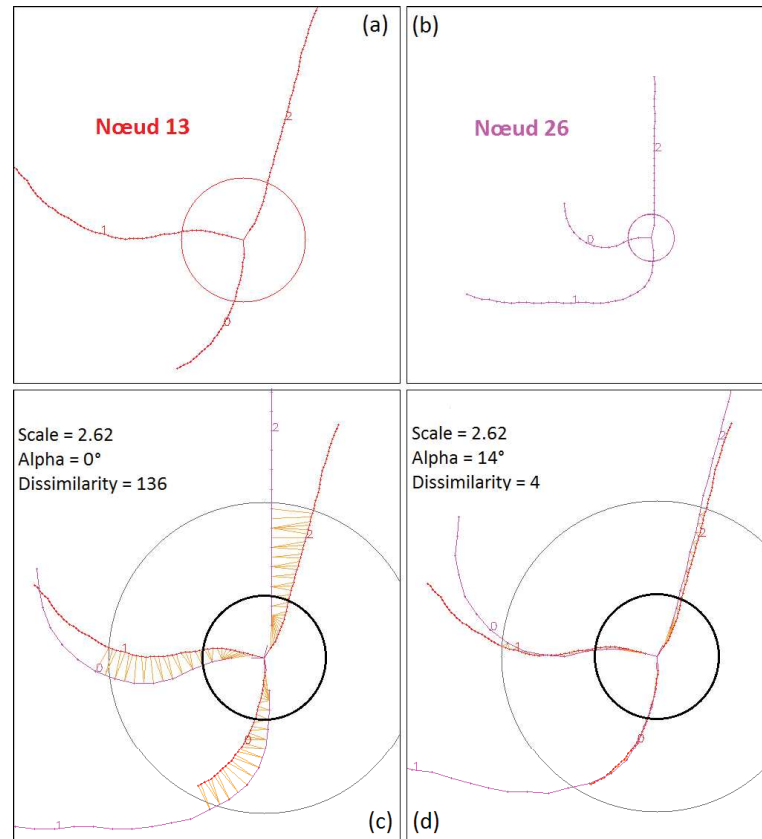 (a)
Nœud 13
2
1
0
(b)
Nœud 26
2
0
1
Scale = 2.62
Alpha = 0°
Dissimilarity = 136
2
2
1
0
1
0
1
(c)
Scale = 2.62
Alpha = 14°
Dissimilarity = 4
2
2
1
0
0
1
(d)